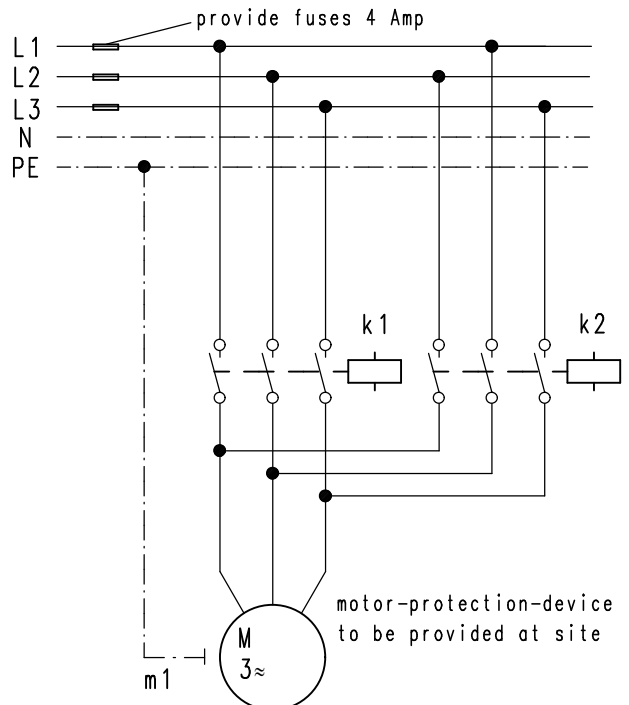 provide fuses 4 Amp
L1
L2
L3
N
PE
k1
k2
motor-protection-device
to be provided at site
M
3≈
m1